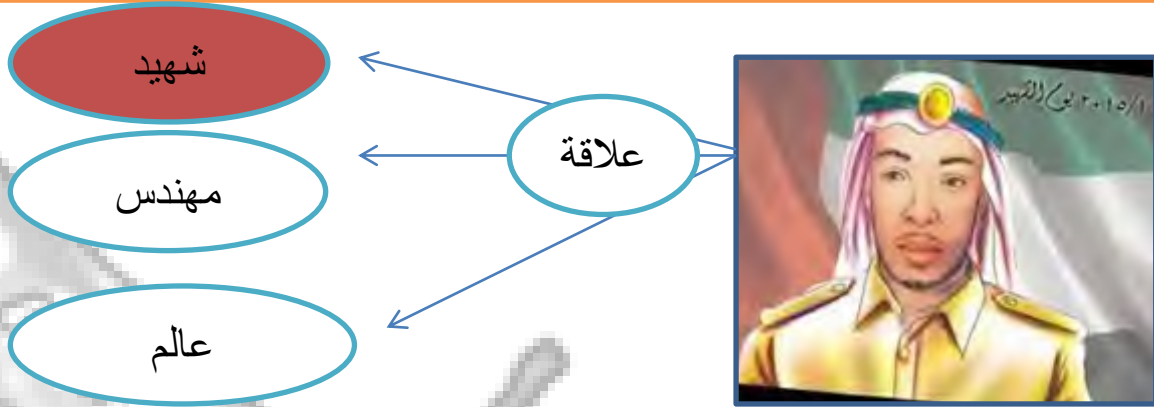 شهيد
علاقة
مهندس
عالم
يوم الشهيد